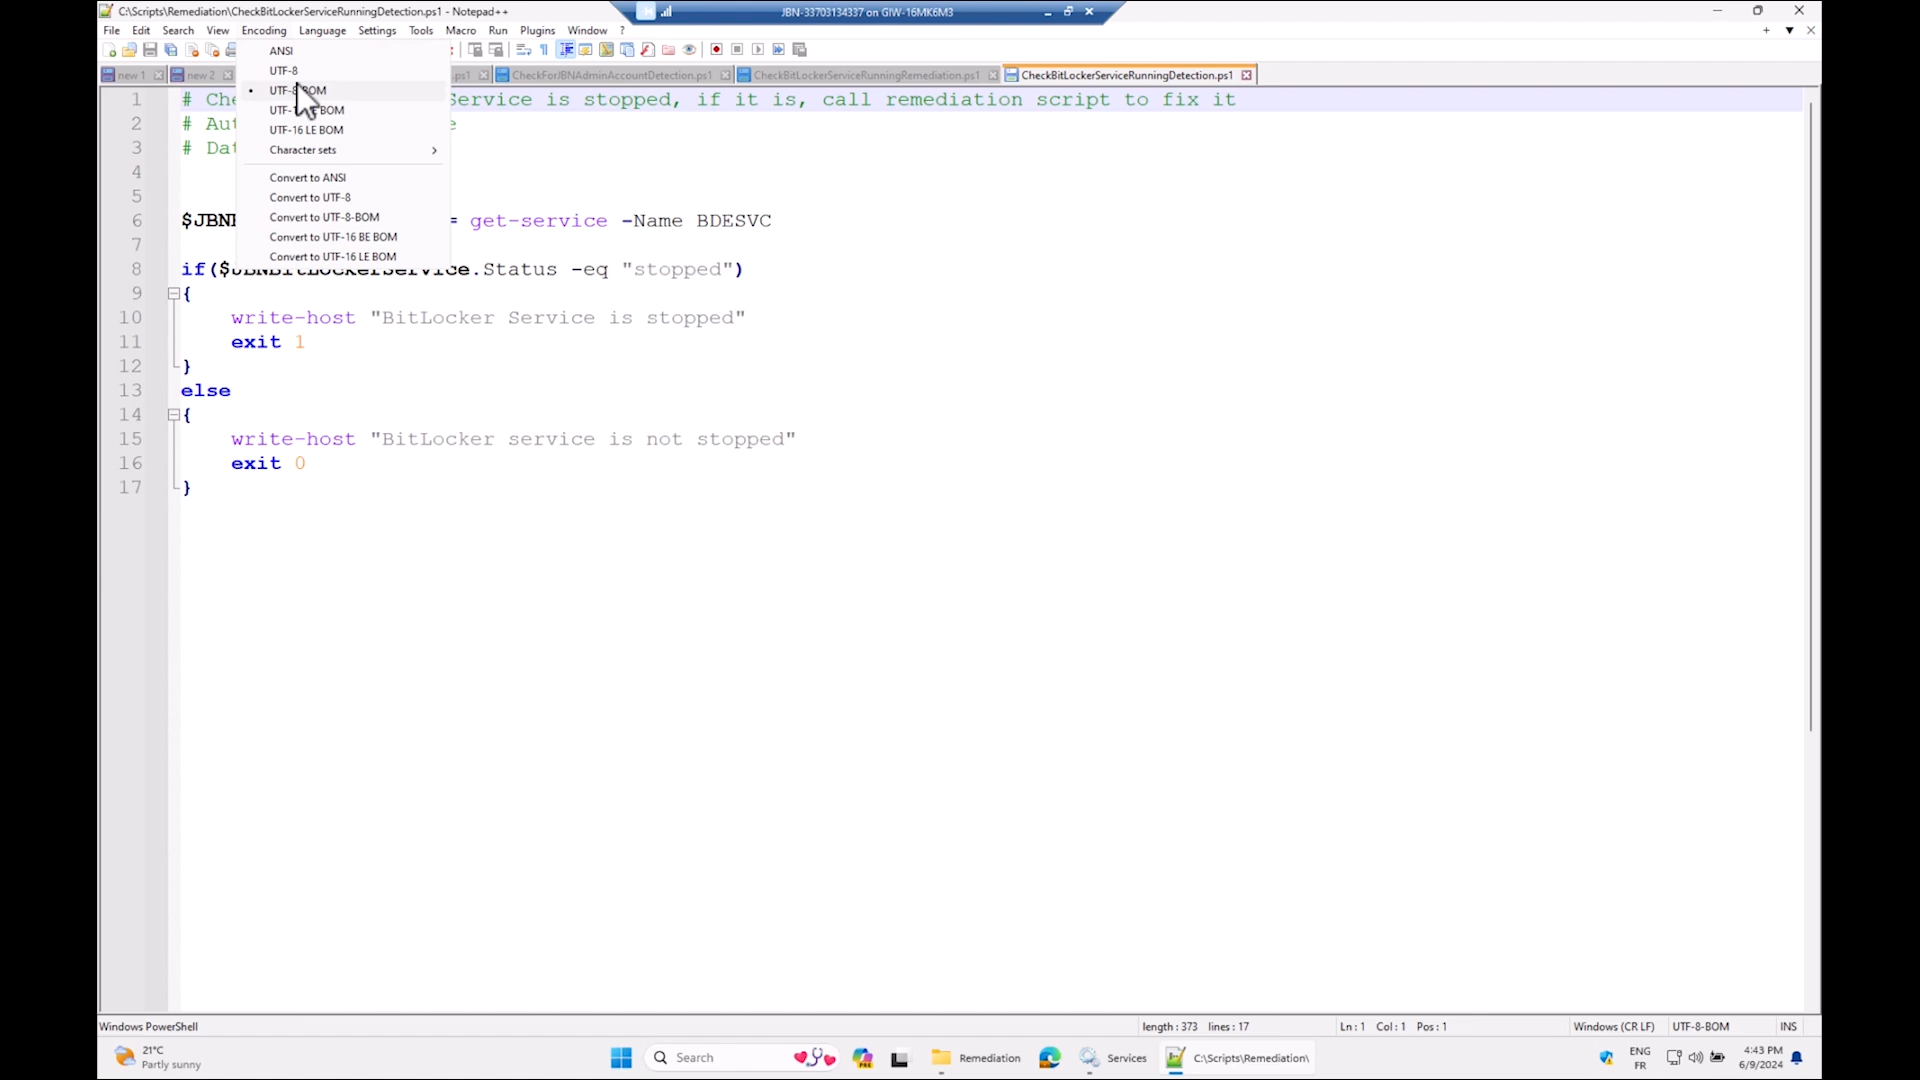 C:\Scripts\Remediation\CheckBitLockerServiceRunningDetection.ps1 - Notepad++
JBN-33703134337 on GIW-16MK6M3
File Edit Search View Encoding Language Settings Tools Macro Run Plugins Window ?
new 1 new 2 .ps1 CheckForJBNAdminAccountDetection.ps1 CheckBitLockerServiceRunningRemediation.ps1 CheckBitLockerServiceRunningDetection.ps1
ANSI
UTF-8
UTF-8-BOM
UTF-16 BE BOM
UTF-16 LE BOM
Character sets
Convert to ANSI
Convert to UTF-8
Convert to UTF-8-BOM
Convert to UTF-16 BE BOM
Convert to UTF-16 LE BOM
1 # Che Service is stopped, if it is, call remediation script to fix it
2 # Aut e
3 # Dat
4
5
6 $JBN = get-service -Name BDESVC
7
8 if($JBNBitLockerService.Status -eq "stopped")
9 {
10 write-host "BitLocker Service is stopped"
11 exit 1
12 }
13 else
14 {
15 write-host "BitLocker service is not stopped"
16 exit 0
17 }
Windows PowerShell length : 373 lines : 17 Ln : 1 Col : 1 Pos : 1 Windows (CR LF) UTF-8-BOM INS
21°C
Partly sunny
Search
Remediation
Services
C:\Scripts\Remediation\
ENG
FR
4:43 PM
6/9/2024